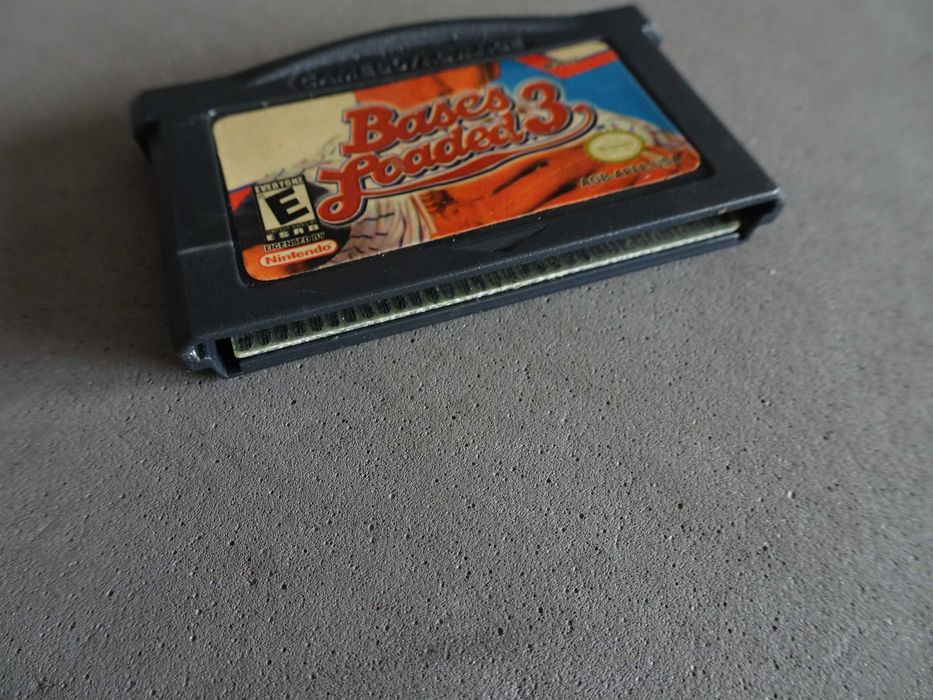 GAME BOY ADVANCE
Bases
Loaded 3
EVERYONE
E
ESRB
LICENSED BY
Nintendo